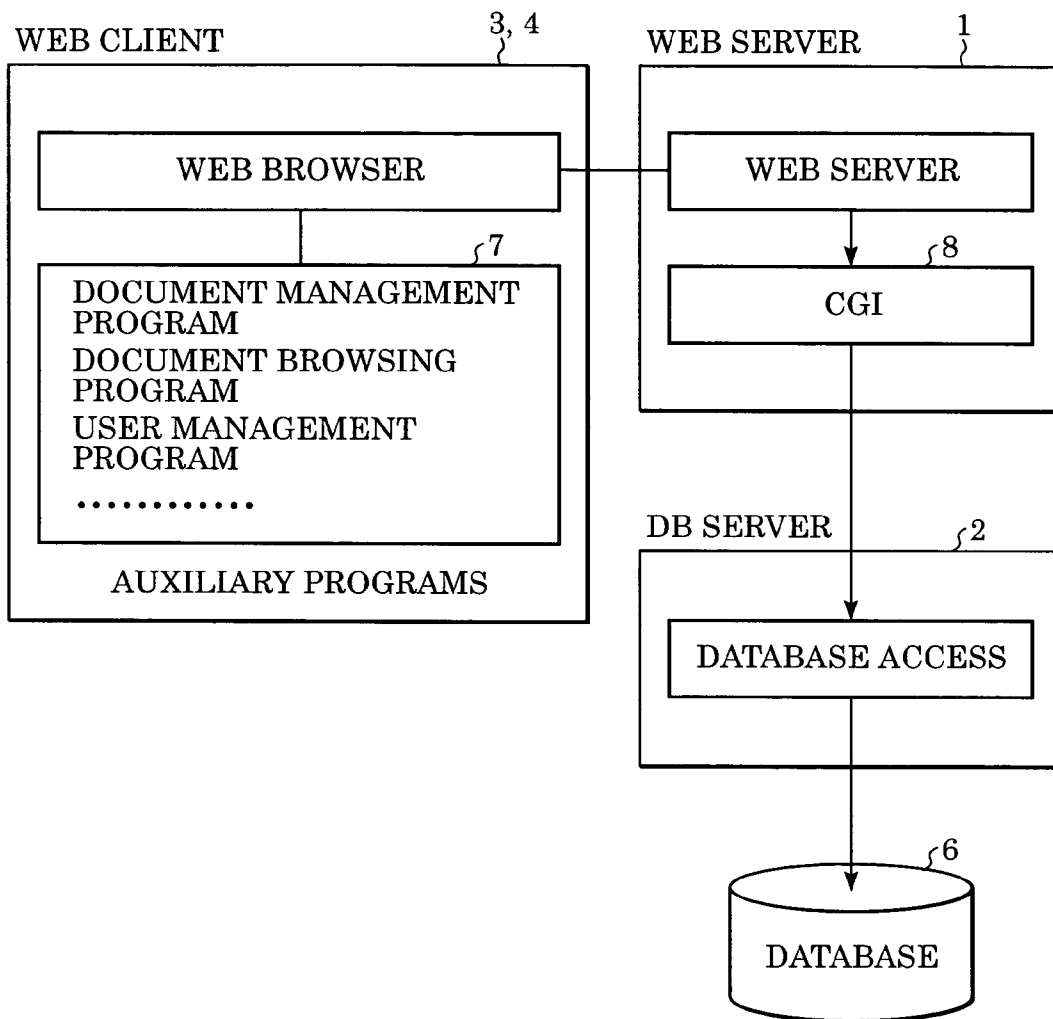 WEB CLIENT
3, 4
WEB BROWSER
7
DOCUMENT MANAGEMENT
PROGRAM
DOCUMENT BROWSING
PROGRAM
USER MANAGEMENT
PROGRAM
............
AUXILIARY PROGRAMS
WEB SERVER
1
WEB SERVER
8
CGI
DB SERVER
2
DATABASE ACCESS
6
DATABASE